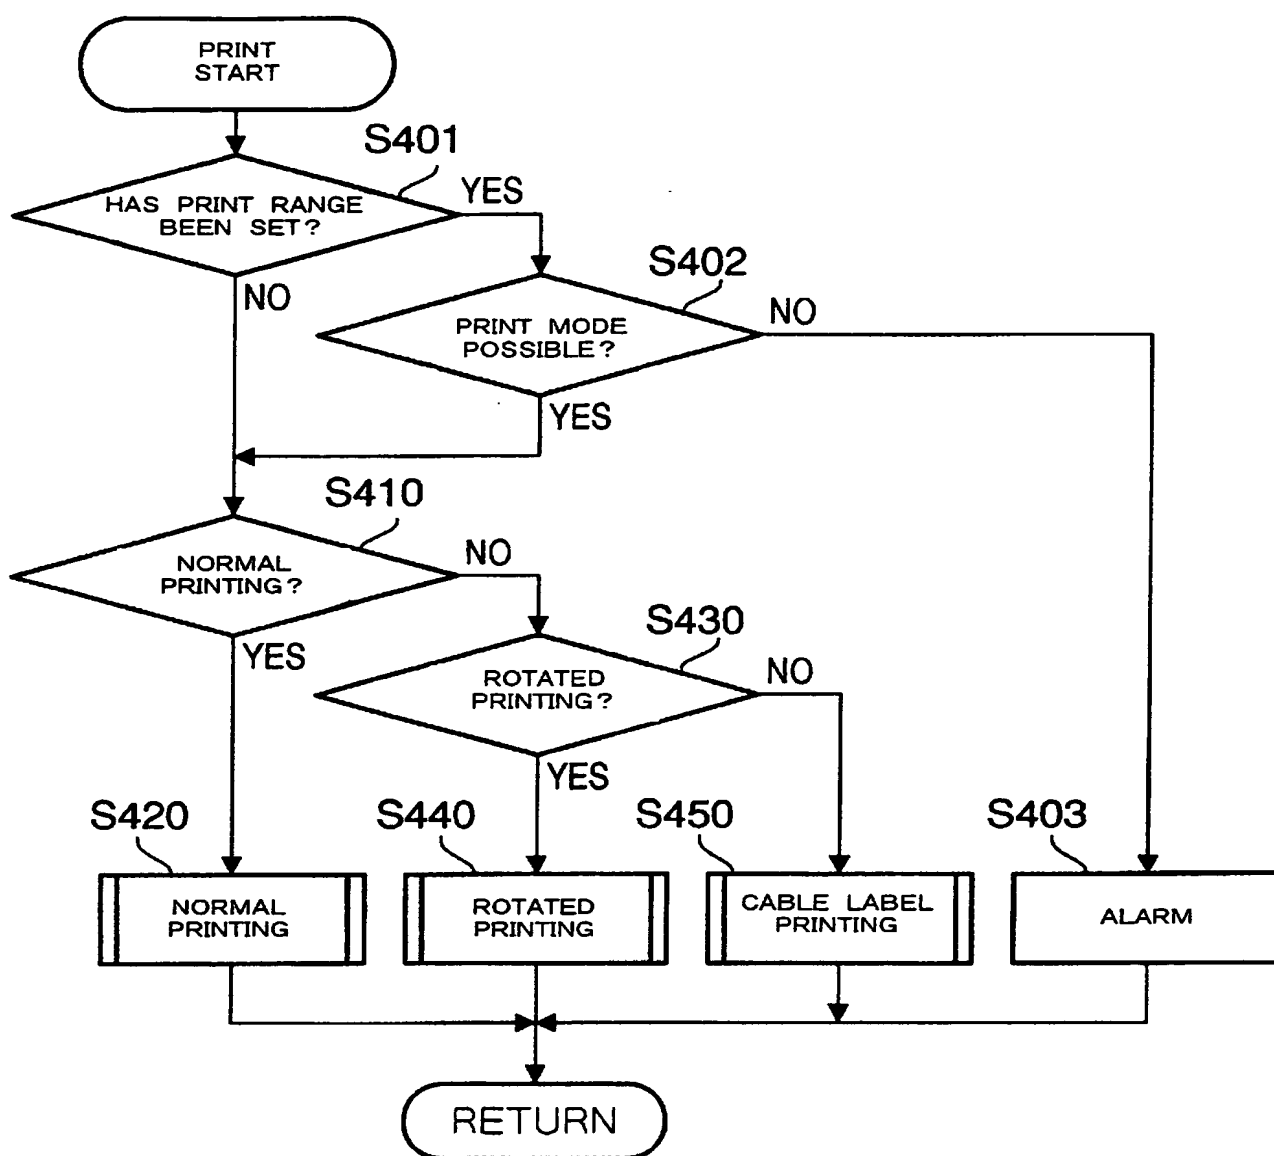 PRINT
START
S401
HAS PRINT RANGE
BEEN SET?
YES
NO
S402
PRINT MODE
POSSIBLE?
NO
YES
S410
NORMAL
PRINTING?
NO
YES
S430
ROTATED
PRINTING?
NO
YES
S420
NORMAL
PRINTING
S440
ROTATED
PRINTING
S450
CABLE LABEL
PRINTING
S403
ALARM
RETURN